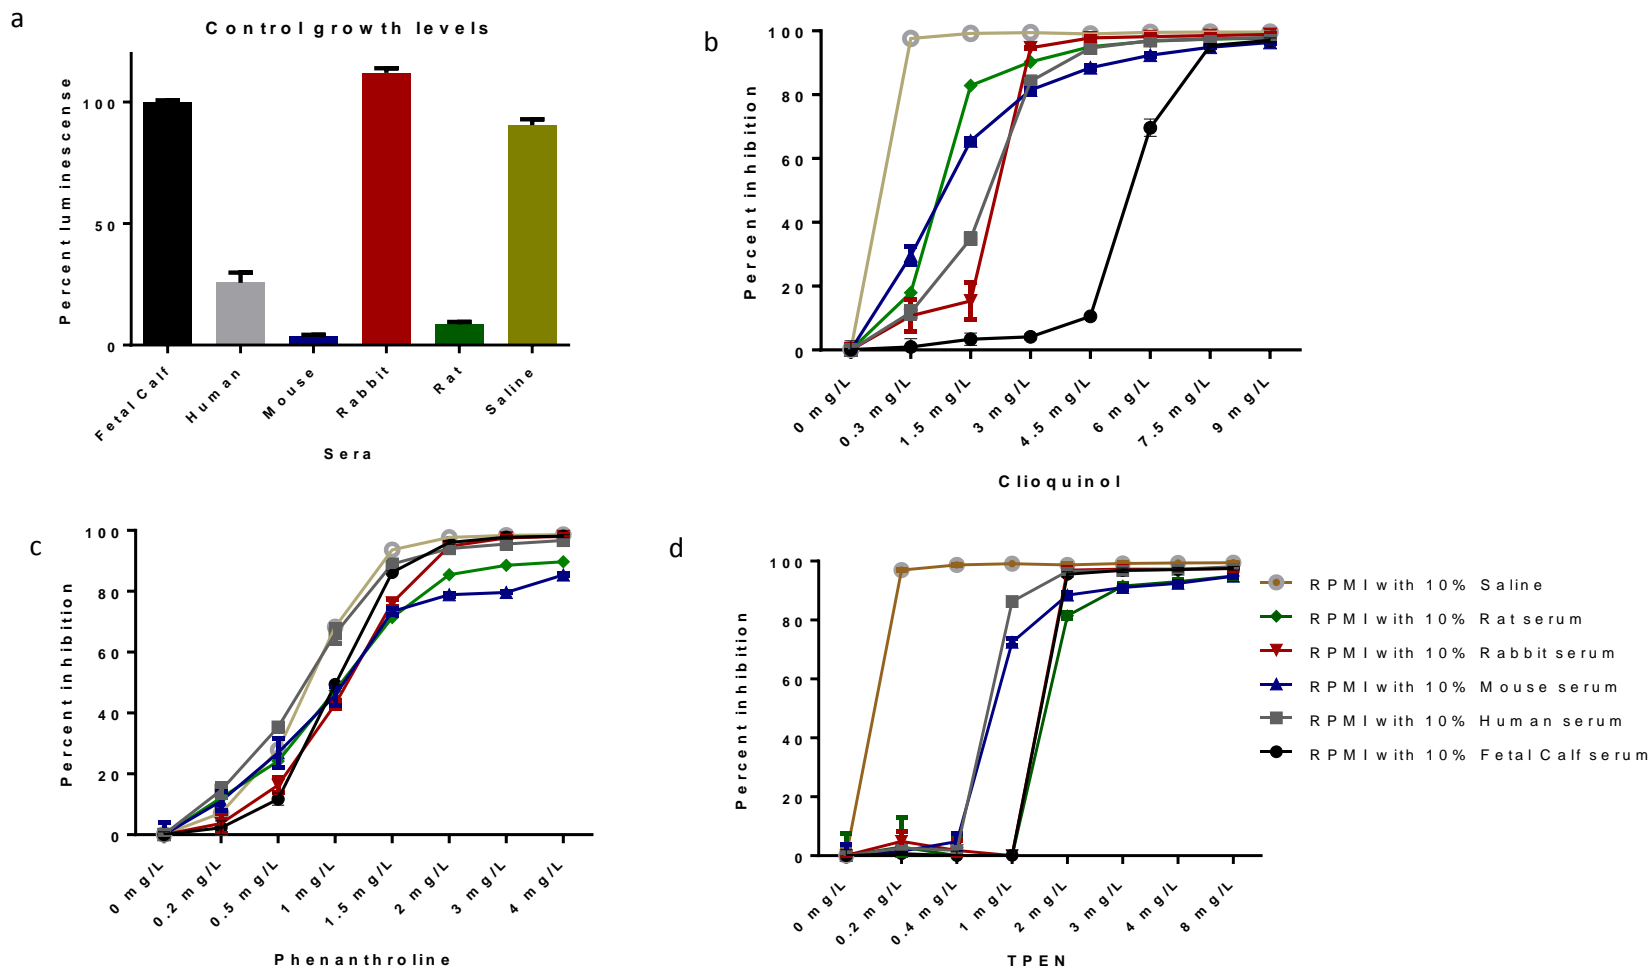 a
Control growth levels
Percent luminescense
100
50
0
Fetal Calf
Human
Mouse
Rabbit
Rat
Saline
Sera
b
Percent inhibition
100
80
60
40
20
0
0 mg/L
0.3 mg/L
1.5 mg/L
3 mg/L
4.5 mg/L
6 mg/L
7.5 mg/L
9 mg/L
Clioquinol
c
Percent inhibition
100
80
60
40
20
0
0 mg/L
0.2 mg/L
0.5 mg/L
1 mg/L
1.5 mg/L
2 mg/L
3 mg/L
4 mg/L
Phenanthroline
d
Percent inhibition
100
80
60
40
20
0
0 mg/L
0.2 mg/L
0.4 mg/L
1 mg/L
2 mg/L
3 mg/L
4 mg/L
8 mg/L
TPEN
RPMI with 10% Saline
RPMI with 10% Rat serum
RPMI with 10% Rabbit serum
RPMI with 10% Mouse serum
RPMI with 10% Human serum
RPMI with 10% Fetal Calf serum